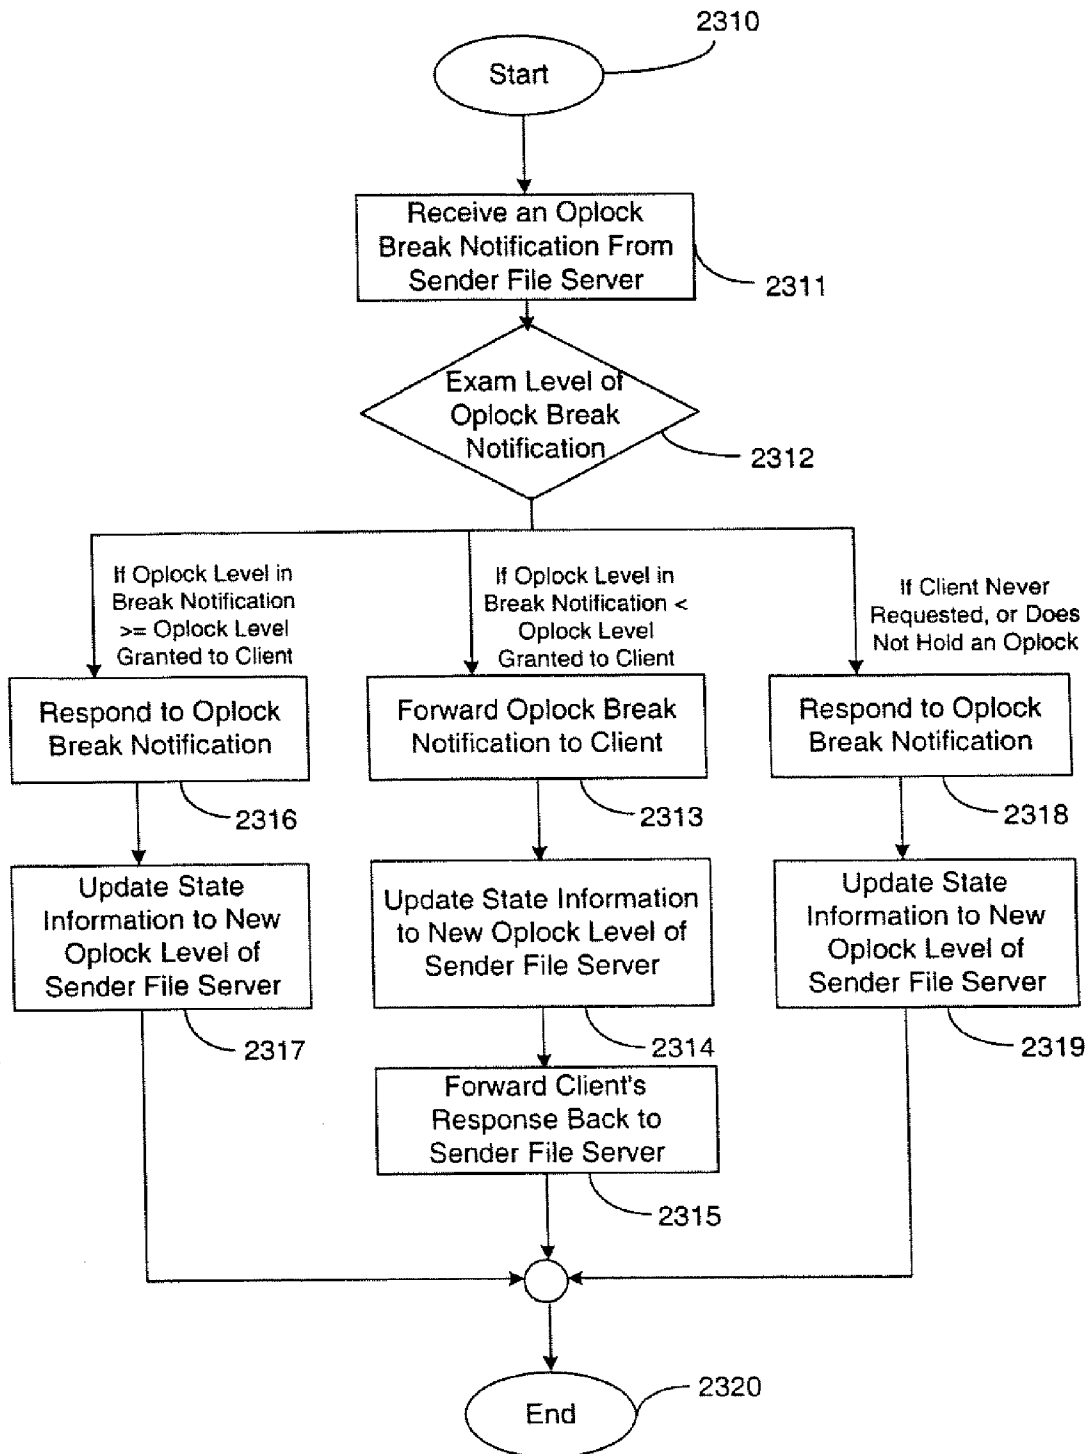 2310
Start
Receive an Oplock
Break Notification From
Sender File Server
2311
Exam Level of
Oplock Break
Notification
2312
If Oplock Level in
Break Notification
>= Oplock Level
Granted to Client
If Oplock Level in
Break Notification <
Oplock Level
Granted to Client
If Client Never
Requested, or Does
Not Hold an Oplock
Respond to Oplock
Break Notification
2316
Forward Oplock Break
Notification to Client
2313
Respond to Oplock
Break Notification
2318
Update State
Information to New
Oplock Level of
Sender File Server
2317
Update State Information
to New Oplock Level of
Sender File Server
2314
Update State
Information to New
Oplock Level of
Sender File Server
2319
Forward Client's
Response Back to
Sender File Server
2315
End
2320